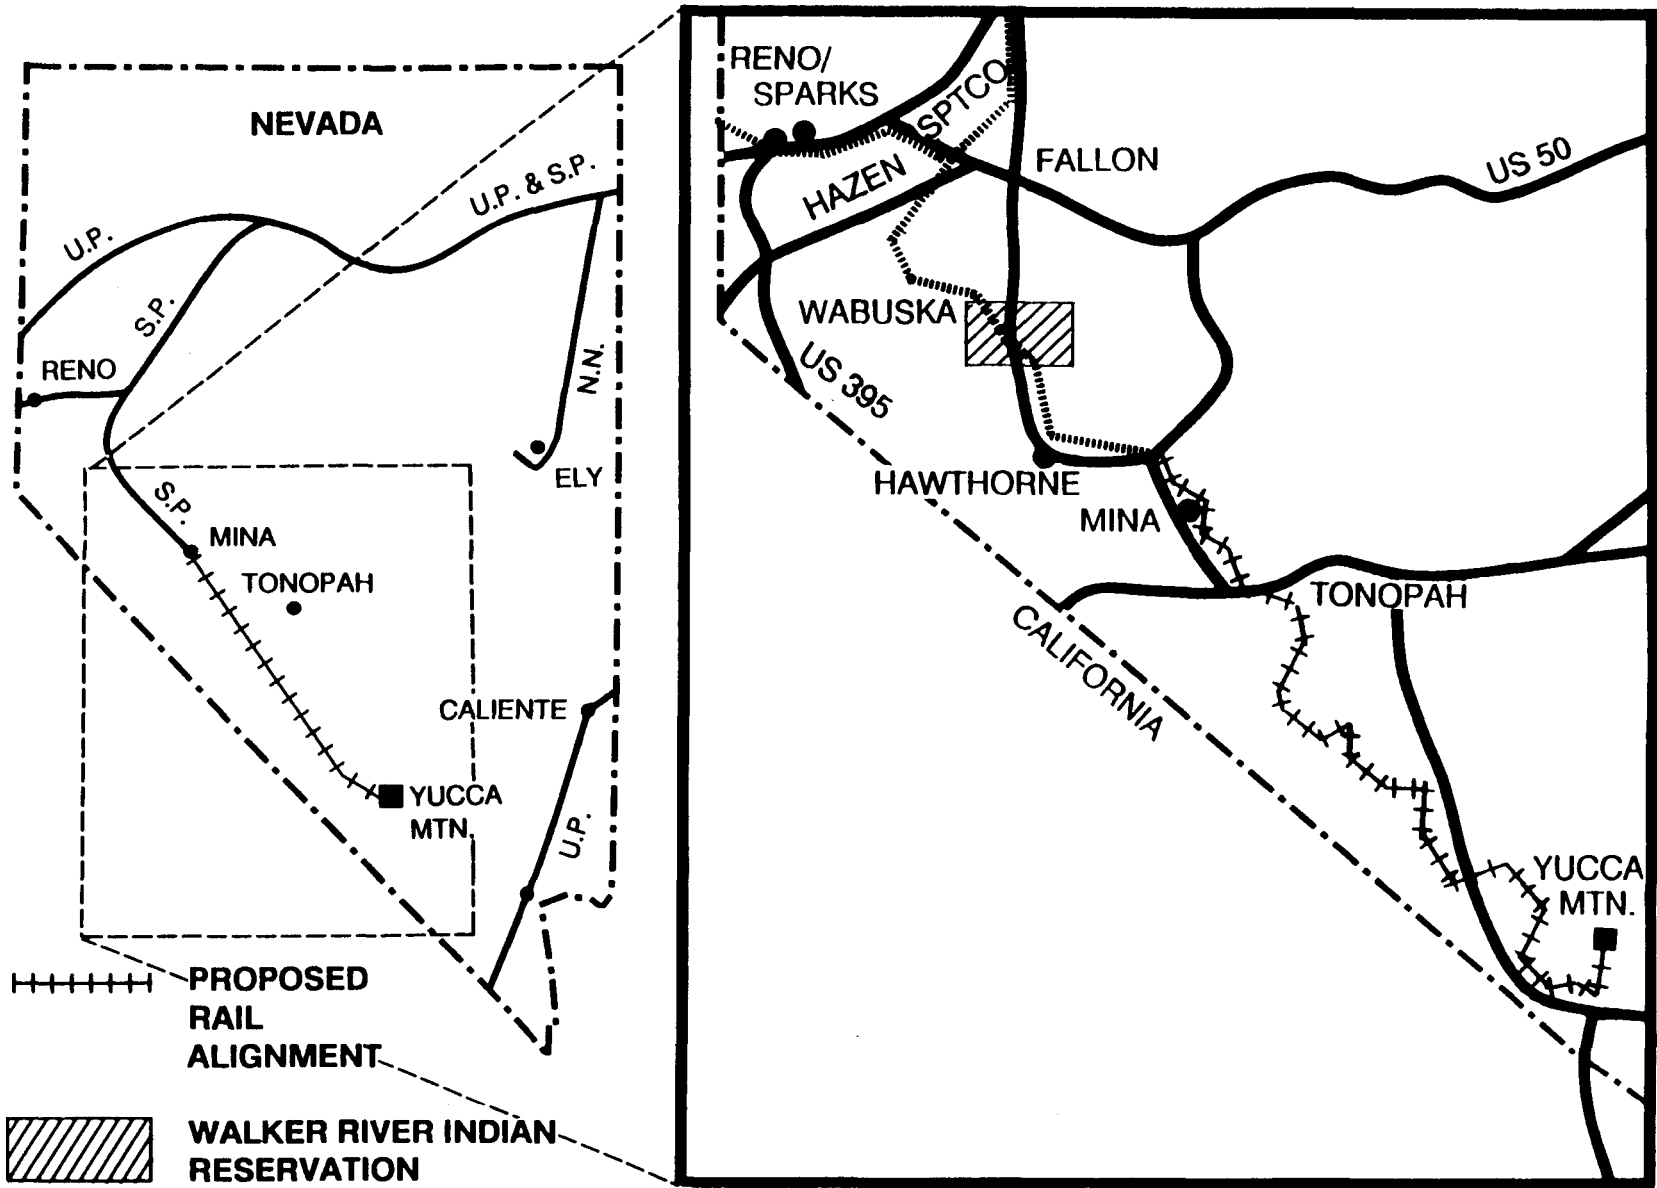 NEVADA
U.P. & S.P.
U.P.
S.P.
RENO
N.N.
ELY
S.P.
MINA
TONOPAH
CALIENTE
YUCCA
MTN.
U.P.
PROPOSED
RAIL
ALIGNMENT
WALKER RIVER INDIAN
RESERVATION
RENO/
SPARKS
SPTCO
HAZEN
FALLON
US 50
WABUSKA
US 395
HAWTHORNE
MINA
TONOPAH
CALIFORNIA
YUCCA
MTN.